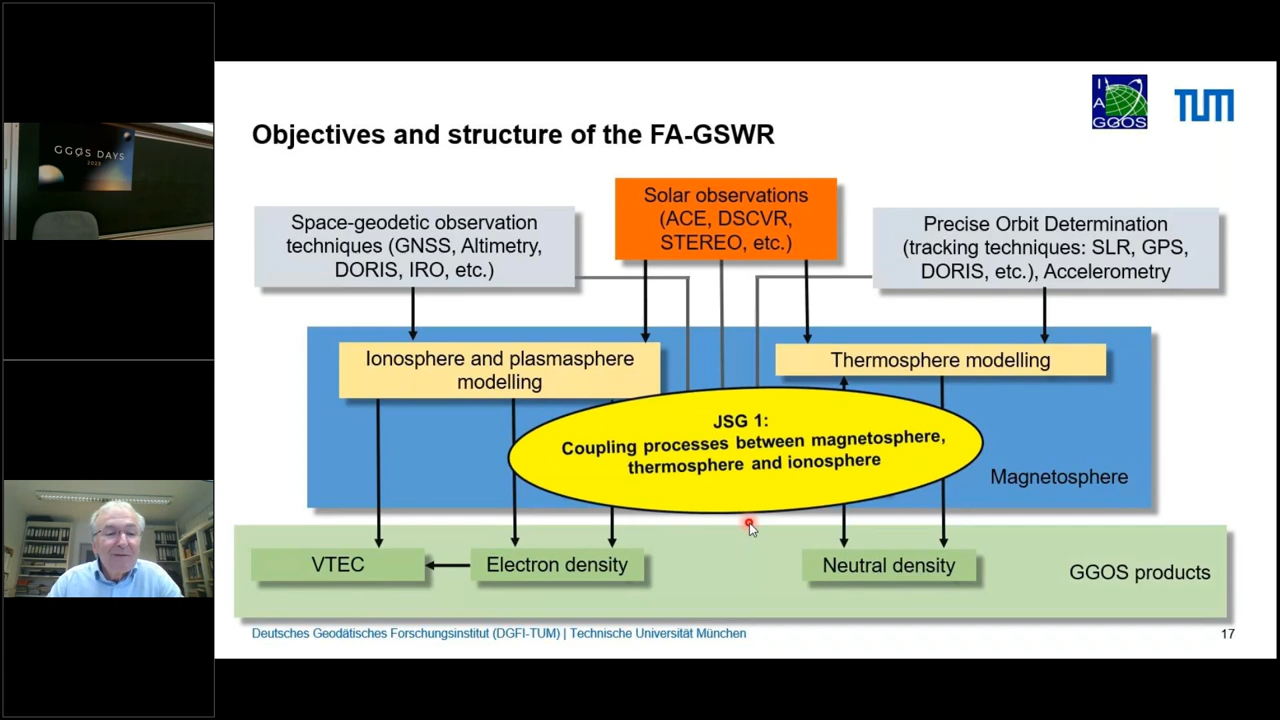 GGOS DAYS
2023
I
A
G
GGOS
TUM
Objectives and structure of the FA-GSWR
Space-geodetic observation
techniques (GNSS, Altimetry,
DORIS, IRO, etc.)
Solar observations
(ACE, DSCVR,
STEREO, etc.)
Precise Orbit Determination
(tracking techniques: SLR, GPS,
DORIS, etc.), Accelerometry
Ionosphere and plasmasphere
modelling
Thermosphere modelling
JSG 1:
Coupling processes between magnetosphere,
thermosphere and ionosphere
Magnetosphere
VTEC
Electron density
Neutral density
GGOS products
Deutsches Geodätisches Forschungsinstitut (DGFI-TUM) | Technische Universität München
17